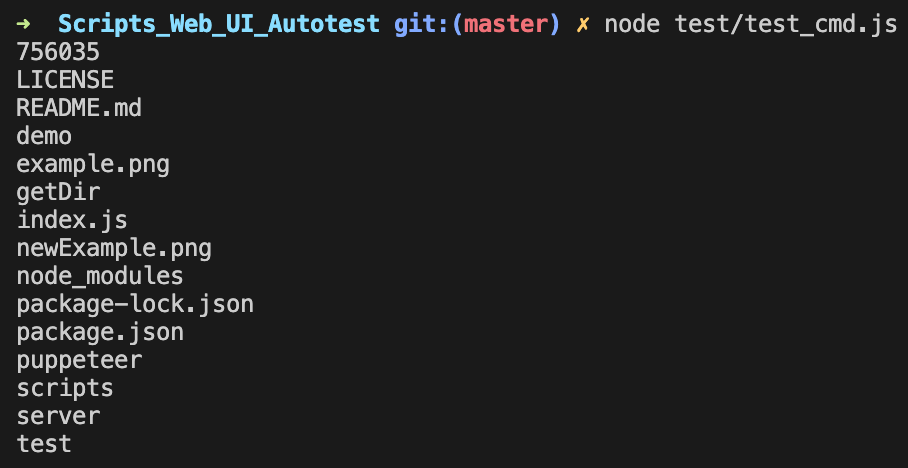 ➜ Scripts_Web_UI_Autotest git:(master) ✗ node test/test_cmd.js
756035
LICENSE
README.md
demo
example.png
getDir
index.js
newExample.png
node_modules
package-lock.json
package.json
puppeteer
scripts
server
test